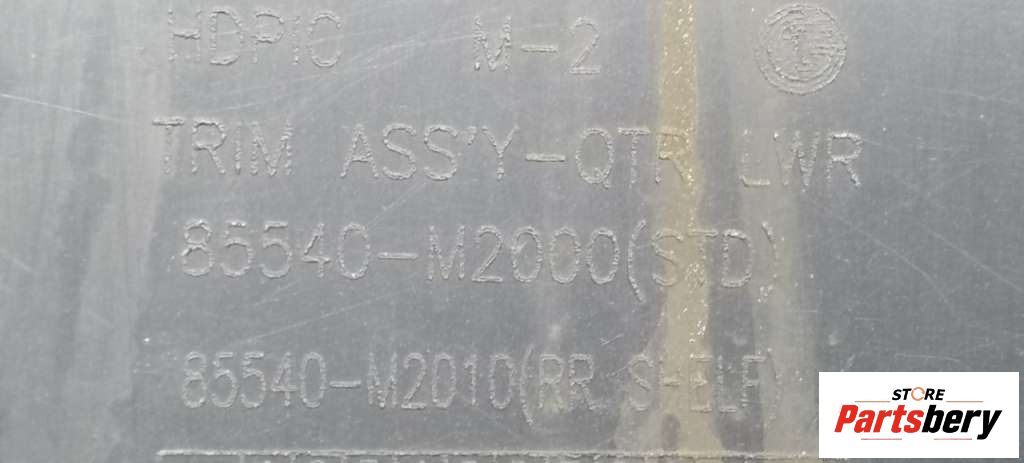 HDPIC M-2
TRIM ASS'Y-QTR LWR
85540-M2000(STD)
85540-M2010(RR SHELF)
STORE
Partsbery